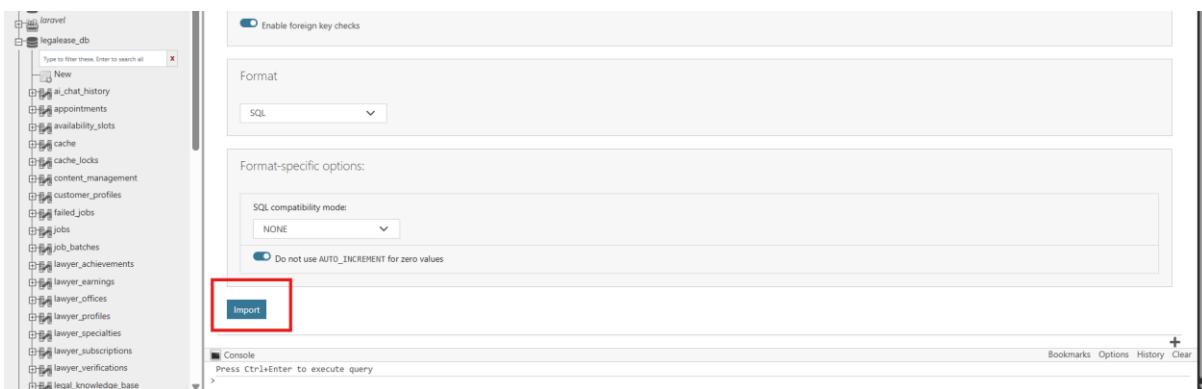 laravel
legalease_db
Type to filter these, Enter to search all X
New
ai_chat_history
appointments
availability_slots
cache
cache_locks
content_management
customer_profiles
failed_jobs
jobs
job_batches
lawyer_achievements
lawyer_earnings
lawyer_offices
lawyer_profiles
lawyer_specialties
lawyer_subscriptions
lawyer_verifications
legal_knowledge_base
Enable foreign key checks
Format
SQL
Format-specific options:
SQL compatibility mode:
NONE
Do not use AUTO_INCREMENT for zero values
Import
Console
Bookmarks Options History Clear
Press Ctrl+Enter to execute query
>